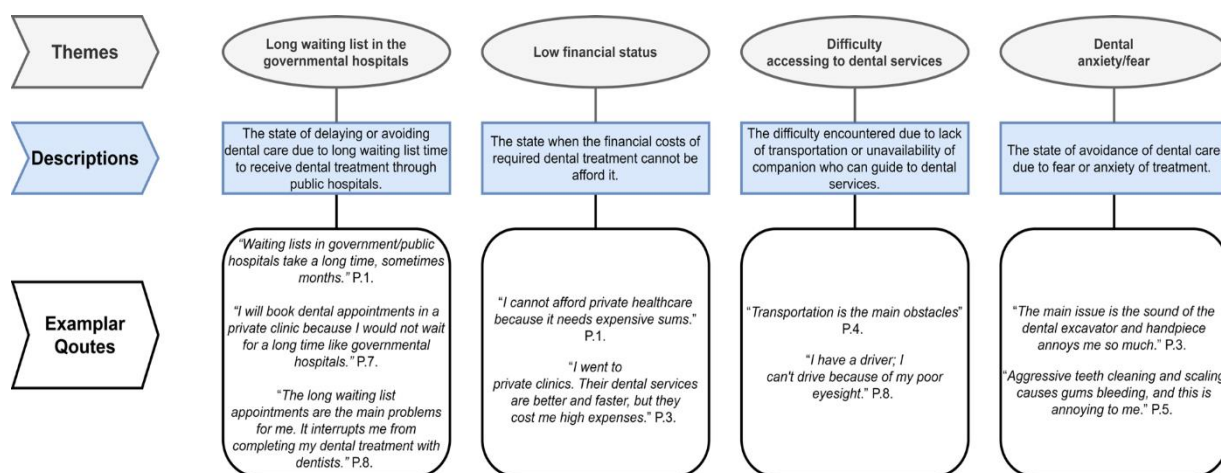 Themes
Long waiting list in the
governmental hospitals
Low financial status
Difficulty
accessing to dental services
Dental
anxiety/fear
Descriptions
The state of delaying or avoiding
dental care due to long waiting list time
to receive dental treatment through
public hospitals.
The state when the financial costs of
required dental treatment cannot be
afford it.
The difficulty encountered due to lack
of transportation or unavailability of
companion who can guide to dental
services.
The state of avoidance of dental care
due to fear or anxiety of treatment.
Examplar
Qoutes
“Waiting lists in government/public
hospitals take a long time, sometimes
months.” P.1.
“I will book dental appointments in a
private clinic because I would not wait
for a long time like governmental
hospitals.” P.7.
“The long waiting list
appointments are the main problems
for me. It interrupts me from
completing my dental treatment with
dentists.” P.8.
“I cannot afford private healthcare
because it needs expensive sums.”
P.1.
“I went to
private clinics. Their dental services
are better and faster, but they
cost me high expenses.” P.3.
“Transportation is the main obstacles”
P.4.
“I have a driver; I
can't drive because of my poor
eyesight.” P.8.
“The main issue is the sound of the
dental excavator and handpiece
annoys me so much.” P.3.
“Aggressive teeth cleaning and scaling
causes gums bleeding, and this is
annoying to me.” P.5.